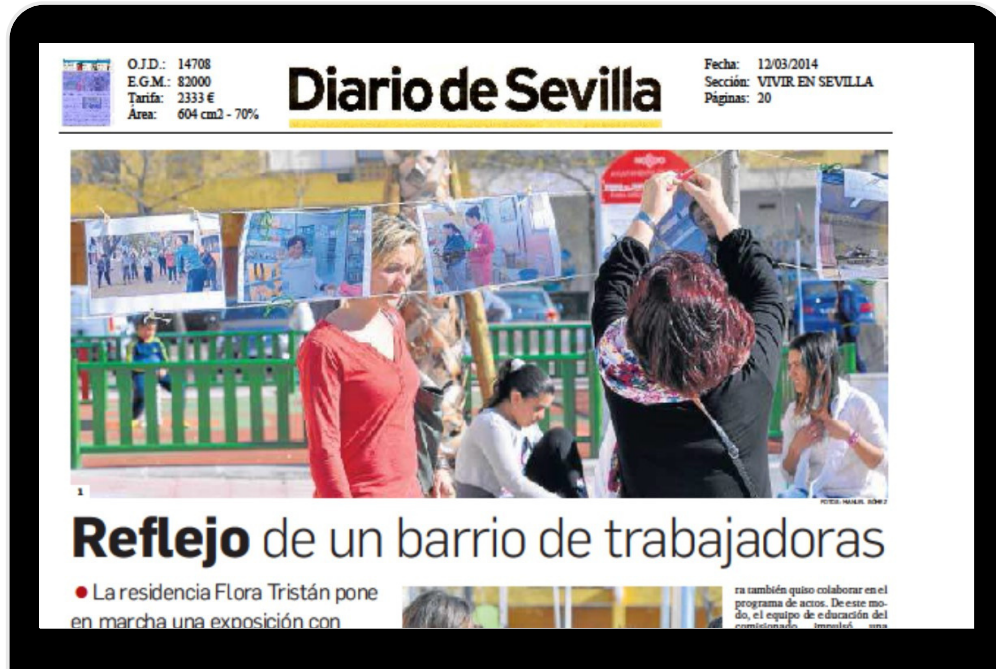 O.J.D.: 14708
E.G.M.: 82000
Tarifa: 2333 €
Área: 604 cm2 - 70%
Diario de Sevilla
Fecha: 12/03/2014
Sección: VIVIR EN SEVILLA
Páginas: 20
1
FOTOS: MANUEL GÓMEZ
Reflejo de un barrio de trabajadoras
● La residencia Flora Tristán pone
en marcha una exposición con
ra también quiso colaborar en el
programa de actos. De este mo-
do, el equipo de educación del
comisionado impulsó una